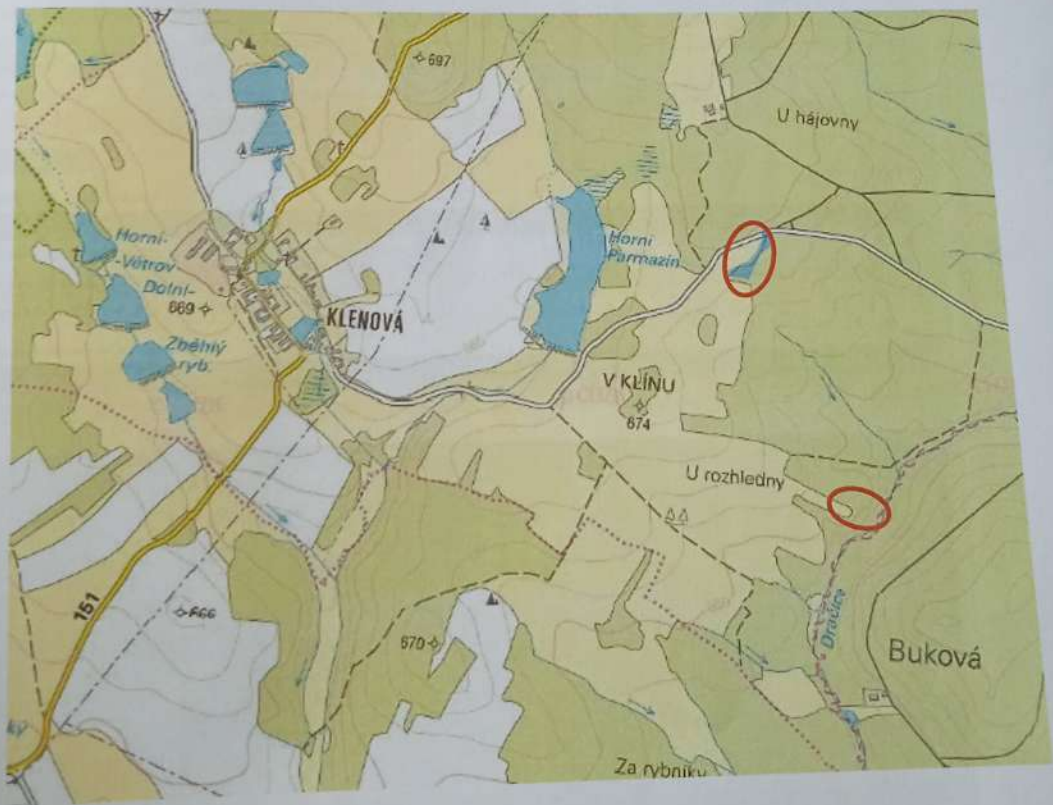 697
U hájovny
Horní-
-Větrov
Dolní-
669
Zběhlý
ryb.
KLENOVÁ
Horní
Parmazín
V KLÍNU
674
U rozhledny
151
666
670
Dračice
Buková
Za rybníky